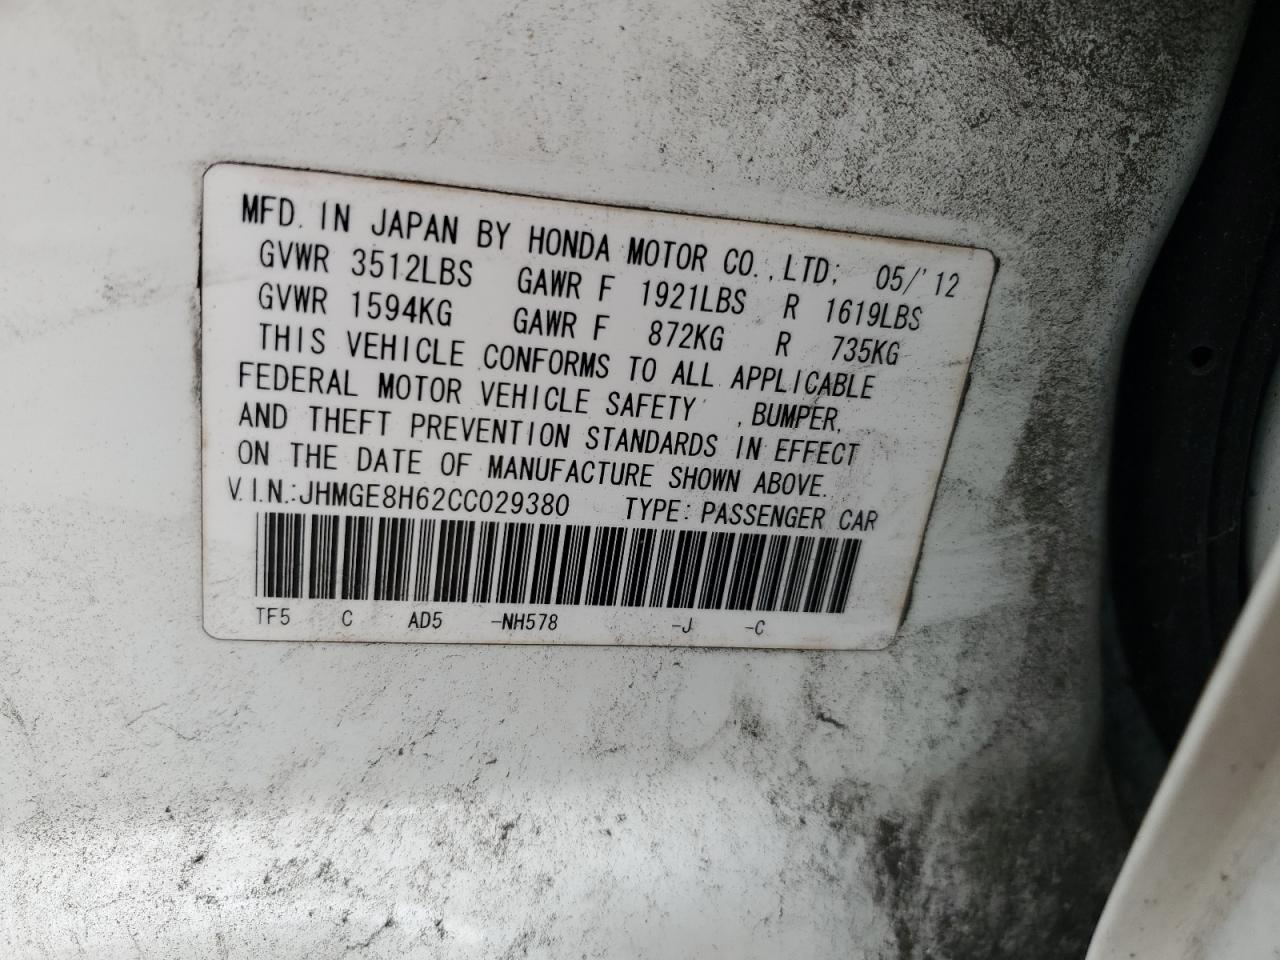 MFD. IN JAPAN BY HONDA MOTOR CO.,LTD; 05/'12
GVWR 3512LBS GAWR F 1921LBS R 1619LBS
GVWR 1594KG GAWR F 872KG R 735KG
THIS VEHICLE CONFORMS TO ALL APPLICABLE
FEDERAL MOTOR VEHICLE SAFETY , BUMPER,
AND THEFT PREVENTION STANDARDS IN EFFECT
ON THE DATE OF MANUFACTURE SHOWN ABOVE.
V.I.N.:JHMGE8H62CC029380 TYPE: PASSENGER CAR
TF5 C AD5 -NH578 -J -C